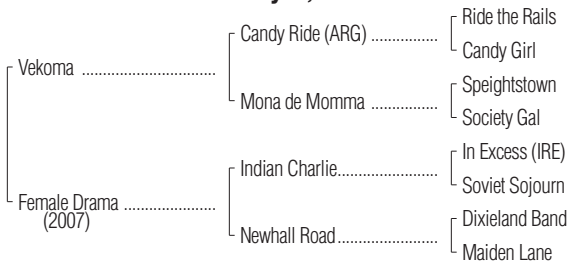 Ride the Rails
Candy Ride (ARG) ................
Candy Girl
Vekoma ................................
Speightstown
Mona de Momma ................
Society Gal
In Excess (IRE)
Indian Charlie........................
Soviet Sojourn
Female Drama ......................
(2007)
Dixieland Band
Newhall Road........................
Maiden Lane